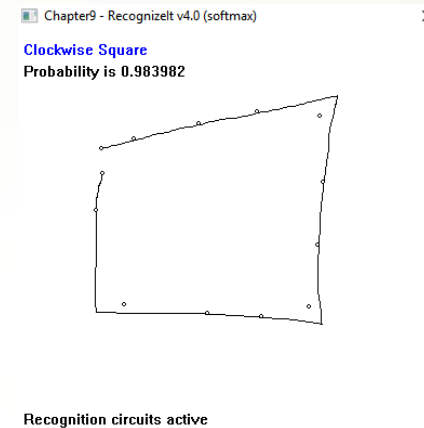 Chapter9 - RecognizeIt v4.0 (softmax)
Clockwise Square
Probability is 0.983982
Recognition circuits active